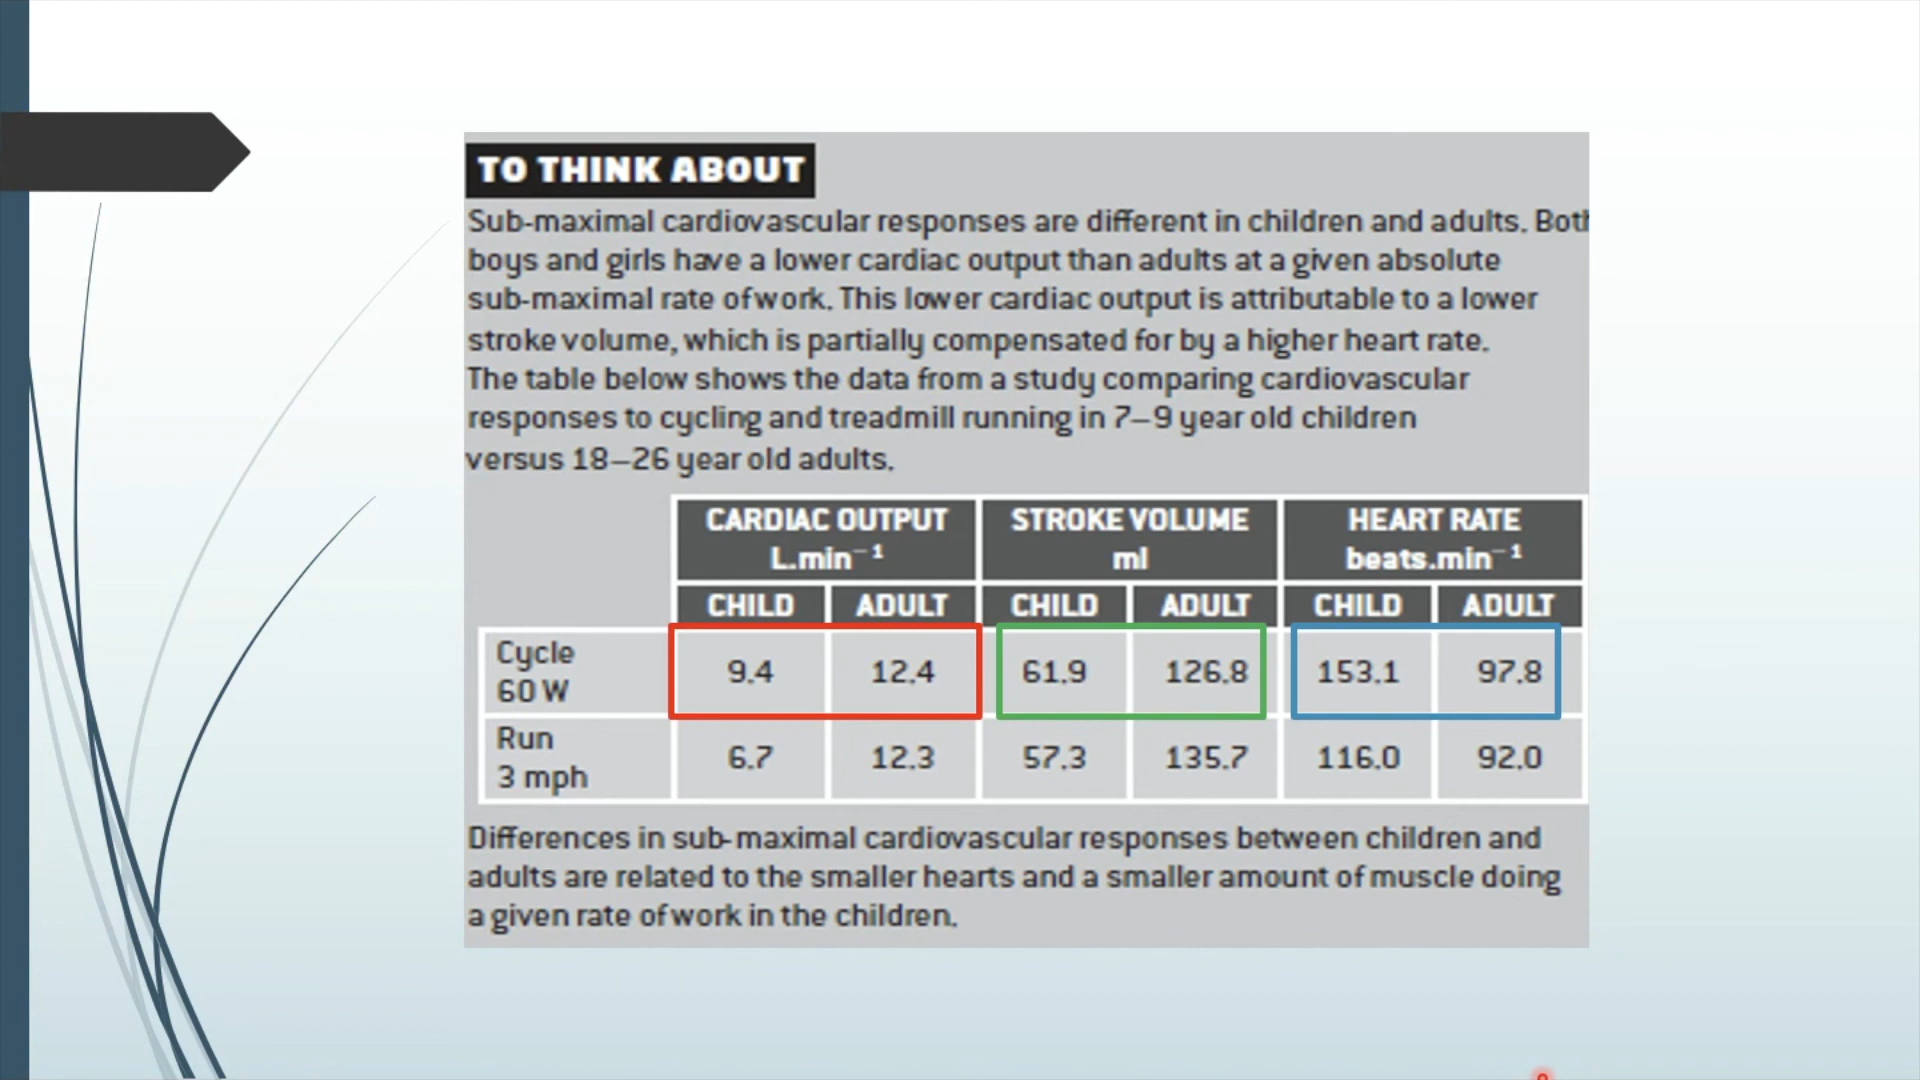 TO THINK ABOUT
Sub-maximal cardiovascular responses are different in children and adults. Both
boys and girls have a lower cardiac output than adults at a given absolute
sub-maximal rate of work. This lower cardiac output is attributable to a lower
stroke volume, which is partially compensated for by a higher heart rate.
The table below shows the data from a study comparing cardiovascular
responses to cycling and treadmill running in 7–9 year old children
versus 18–26 year old adults.
CARDIAC OUTPUT STROKE VOLUME HEART RATE
L.min⁻¹ ml beats.min⁻¹
CHILD ADULT CHILD ADULT CHILD ADULT
Cycle
60 W 9.4 12.4 61.9 126.8 153.1 97.8
Run
3 mph 6.7 12.3 57.3 135.7 116.0 92.0
Differences in sub-maximal cardiovascular responses between children and
adults are related to the smaller hearts and a smaller amount of muscle doing
a given rate of work in the children.